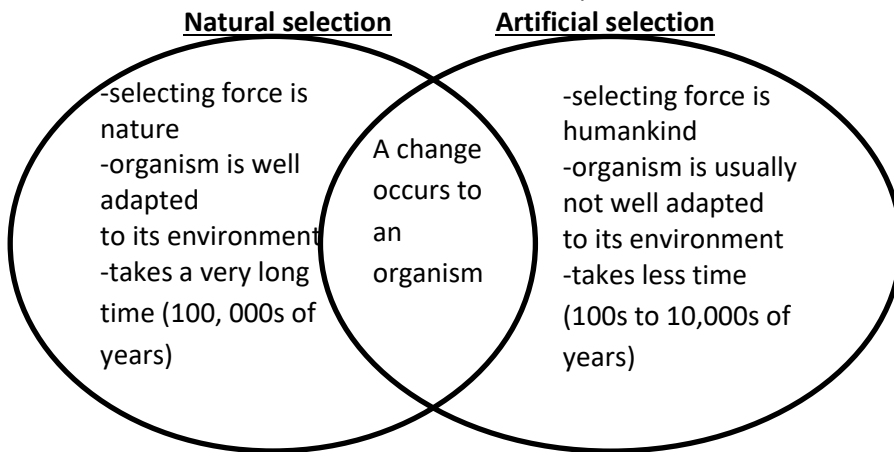 Natural selection
Artificial selection
-selecting force is
nature
-organism is well
adapted
to its environment
-takes a very long
time (100, 000s of
years)
A change
occurs to
an
organism
-selecting force is
humankind
-organism is usually
not well adapted
to its environment
-takes less time
(100s to 10,000s of
years)